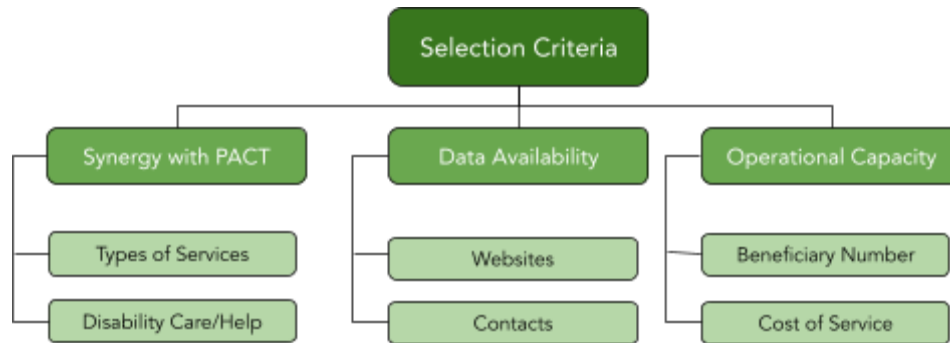 Selection Criteria
Synergy with PACT
Data Availability
Operational Capacity
Types of Services
Websites
Beneficiary Number
Disability Care/Help
Contacts
Cost of Service